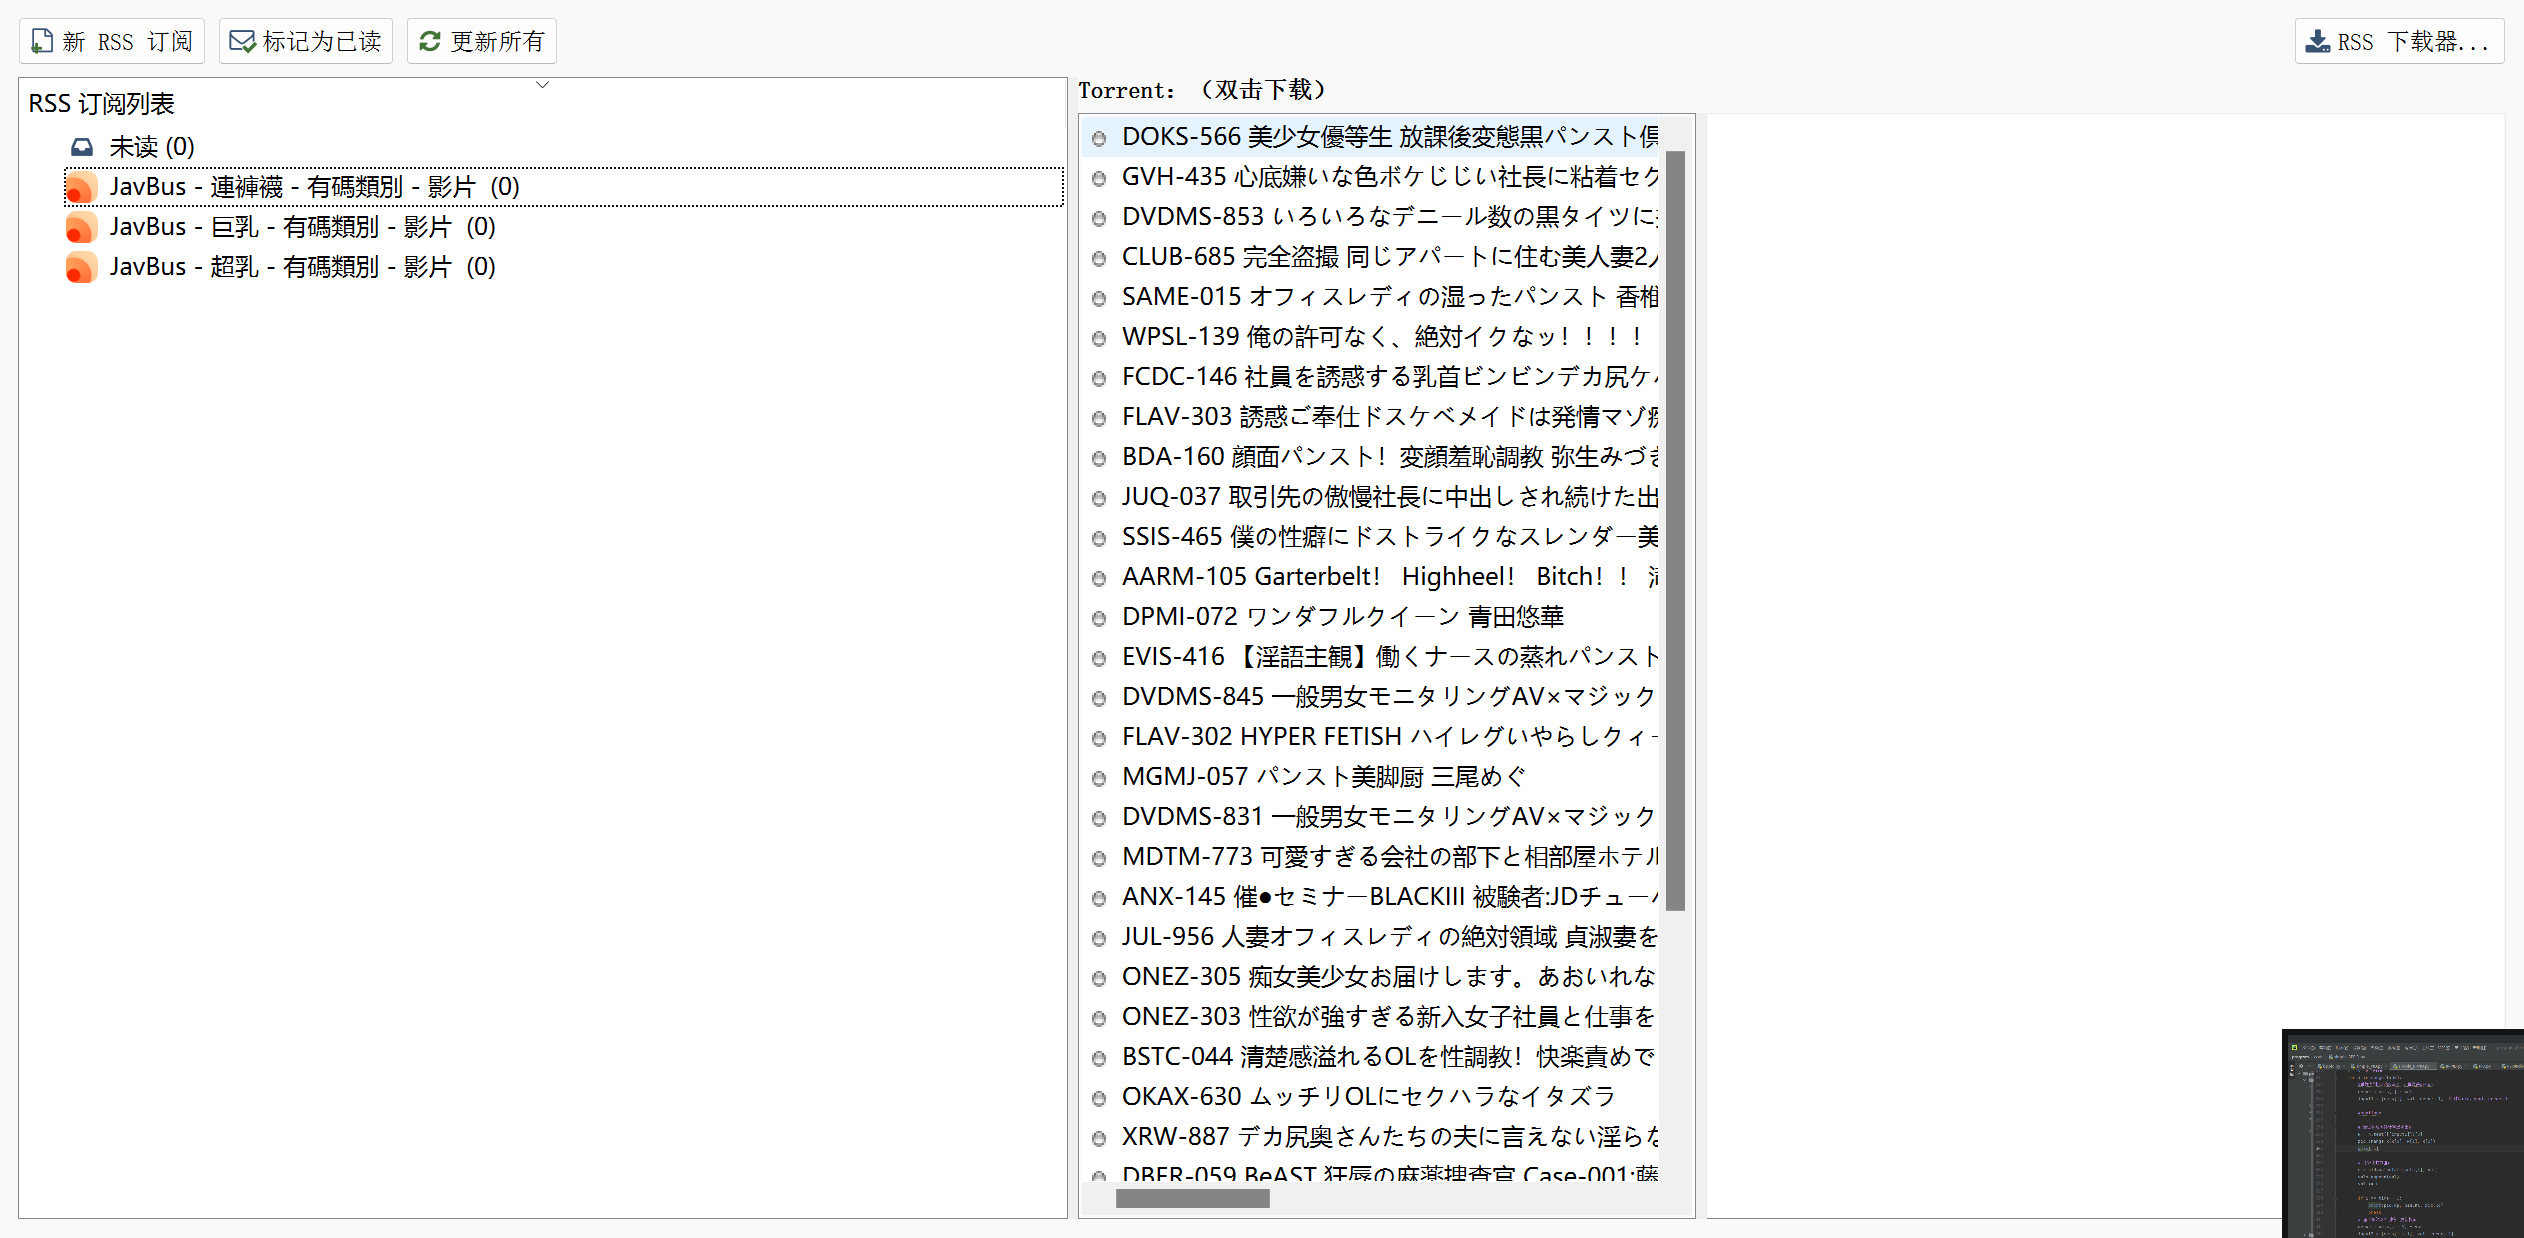 新 RSS 订阅
标记为已读
更新所有
RSS 下载器...
RSS 订阅列表
未读 (0)
JavBus - 連褲襪 - 有碼類別 - 影片 (0)
JavBus - 巨乳 - 有碼類別 - 影片 (0)
JavBus - 超乳 - 有碼類別 - 影片 (0)
Torrent: （双击下载）
DOKS-566 美少女優等生 放課後変態黒パンスト倶
GVH-435 心底嫌いな色ボケじじい社長に粘着セク
DVDMS-853 いろいろなデニール数の黒タイツに
CLUB-685 完全盗撮 同じアパートに住む美人妻2人
SAME-015 オフィスレディの湿ったパンスト 香椎
WPSL-139 俺の許可なく、絶対イクなッ！！！！
FCDC-146 社員を誘惑する乳首ビンビンデカ尻ケ
FLAV-303 誘惑ご奉仕ドスケベメイドは発情マゾ
BDA-160 顔面パンスト！変顔羞恥調教 弥生みづき
JUQ-037 取引先の傲慢社長に中出しされ続けた出
SSIS-465 僕の性癖にドストライクなスレンダー美
AARM-105 Garterbelt！ Highheel！ Bitch！！
DPMI-072 ワンダフルクイーン 青田悠華
EVIS-416 【淫語主観】働くナースの蒸れパンスト
DVDMS-845 一般男女モニタリングAV×マジック
FLAV-302 HYPER FETISH ハイレグいやらしクィー
MGMJ-057 パンスト美脚厨 三尾めぐ
DVDMS-831 一般男女モニタリングAV×マジック
MDTM-773 可愛すぎる会社の部下と相部屋ホテル
ANX-145 催●セミナーBLACKIII 被験者:JDチュー
JUL-956 人妻オフィスレディの絶対領域 貞淑妻を
ONEZ-305 痴女美少女お届けします。あおいれな
ONEZ-303 性欲が強すぎる新入女子社員と仕事を
BSTC-044 清楚感溢れるOLを性調教！快楽責めで
OKAX-630 ムッチリOLにセクハラなイタズラ
XRW-887 デカ尻奥さんたちの夫に言えない淫らな
DBER-059 BeAST 狂辱の麻薬捜査官 Case-001:藤